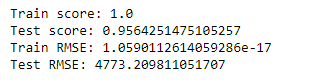 Train score: 1.0
Test score: 0.9564251475105257
Train RMSE: 1.0590112614059286e-17
Test RMSE: 4773.209811051707